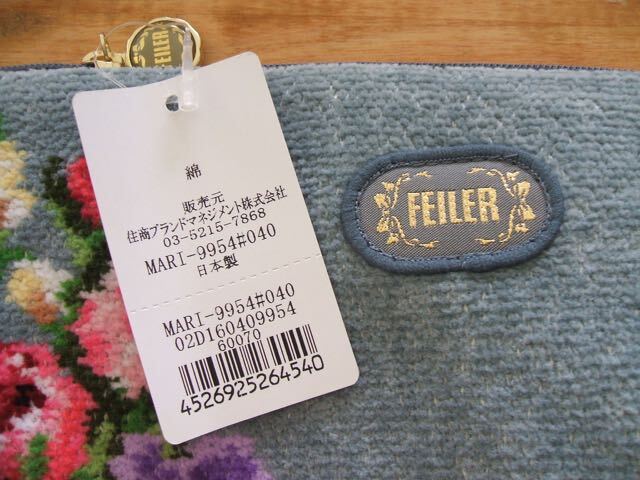 FEILER
綿
販売元
住商ブランドマネジメント株式会社
03-5215-7868
MARI-9954#040
日本製
MARI-9954#040
02D160409954
60070
4526925264540
FEILER